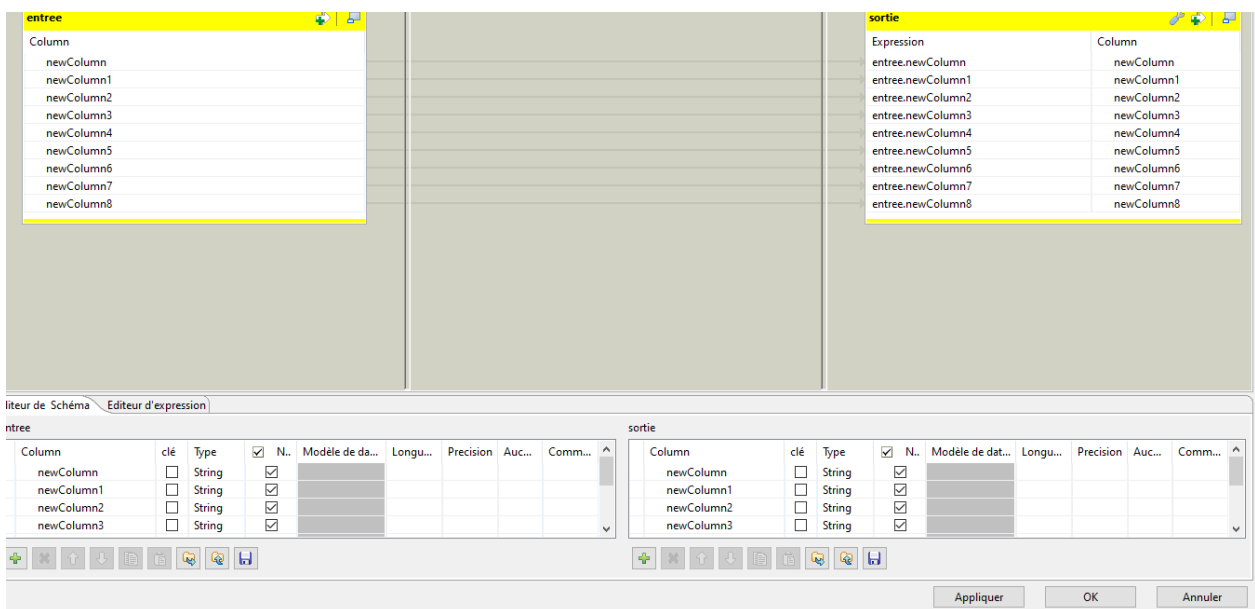 entree
Column
newColumn
newColumn1
newColumn2
newColumn3
newColumn4
newColumn5
newColumn6
newColumn7
newColumn8
sortie
Expression Column
entree.newColumn newColumn
entree.newColumn1 newColumn1
entree.newColumn2 newColumn2
entree.newColumn3 newColumn3
entree.newColumn4 newColumn4
entree.newColumn5 newColumn5
entree.newColumn6 newColumn6
entree.newColumn7 newColumn7
entree.newColumn8 newColumn8
diteur de Schéma Editeur d'expression
ntree
Column clé Type N.. Modèle de da... Longu... Precision Auc... Comm...
newColumn String
newColumn1 String
newColumn2 String
newColumn3 String
sortie
Column clé Type N.. Modèle de dat... Longu... Precision Auc... Comm...
newColumn String
newColumn1 String
newColumn2 String
newColumn3 String
Appliquer OK Annuler